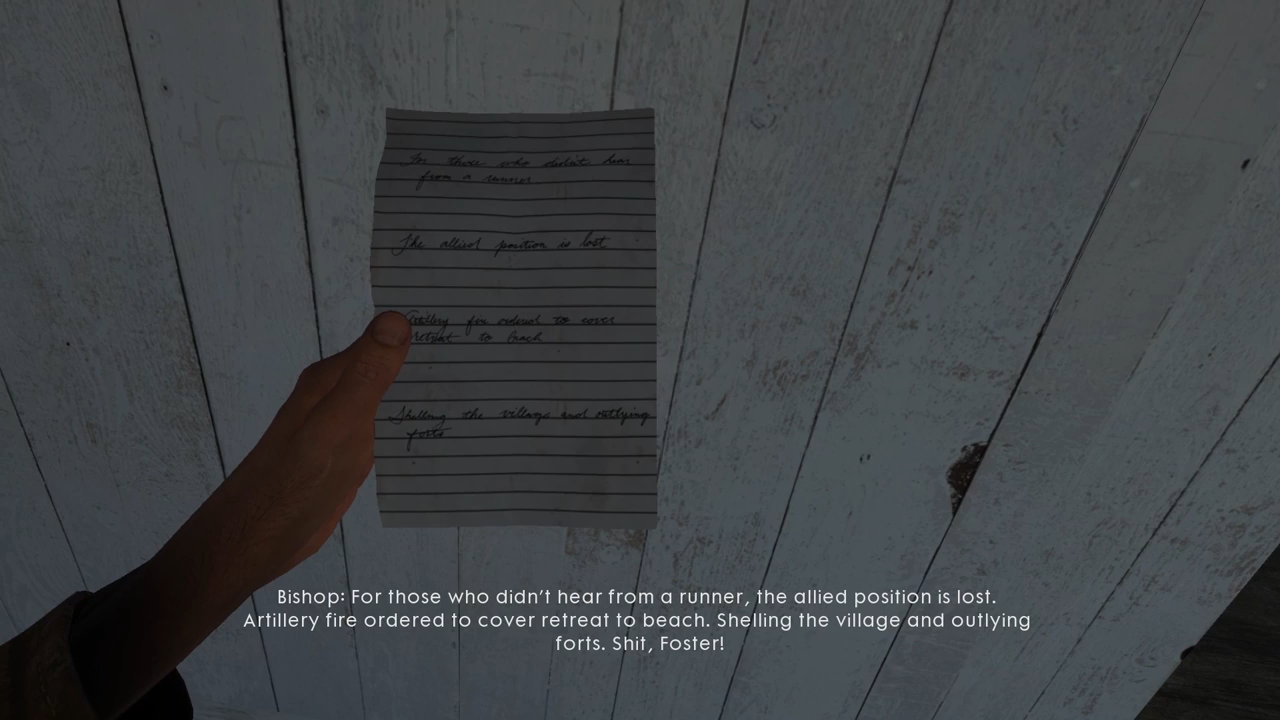 For those who didn't hear
from a runner
The allied position is lost
Artillery fire ordered to cover
retreat to beach
Shelling the village and outlying
forts
Bishop: For those who didn't hear from a runner, the allied position is lost.
Artillery fire ordered to cover retreat to beach. Shelling the village and outlying
forts. Shit, Foster!